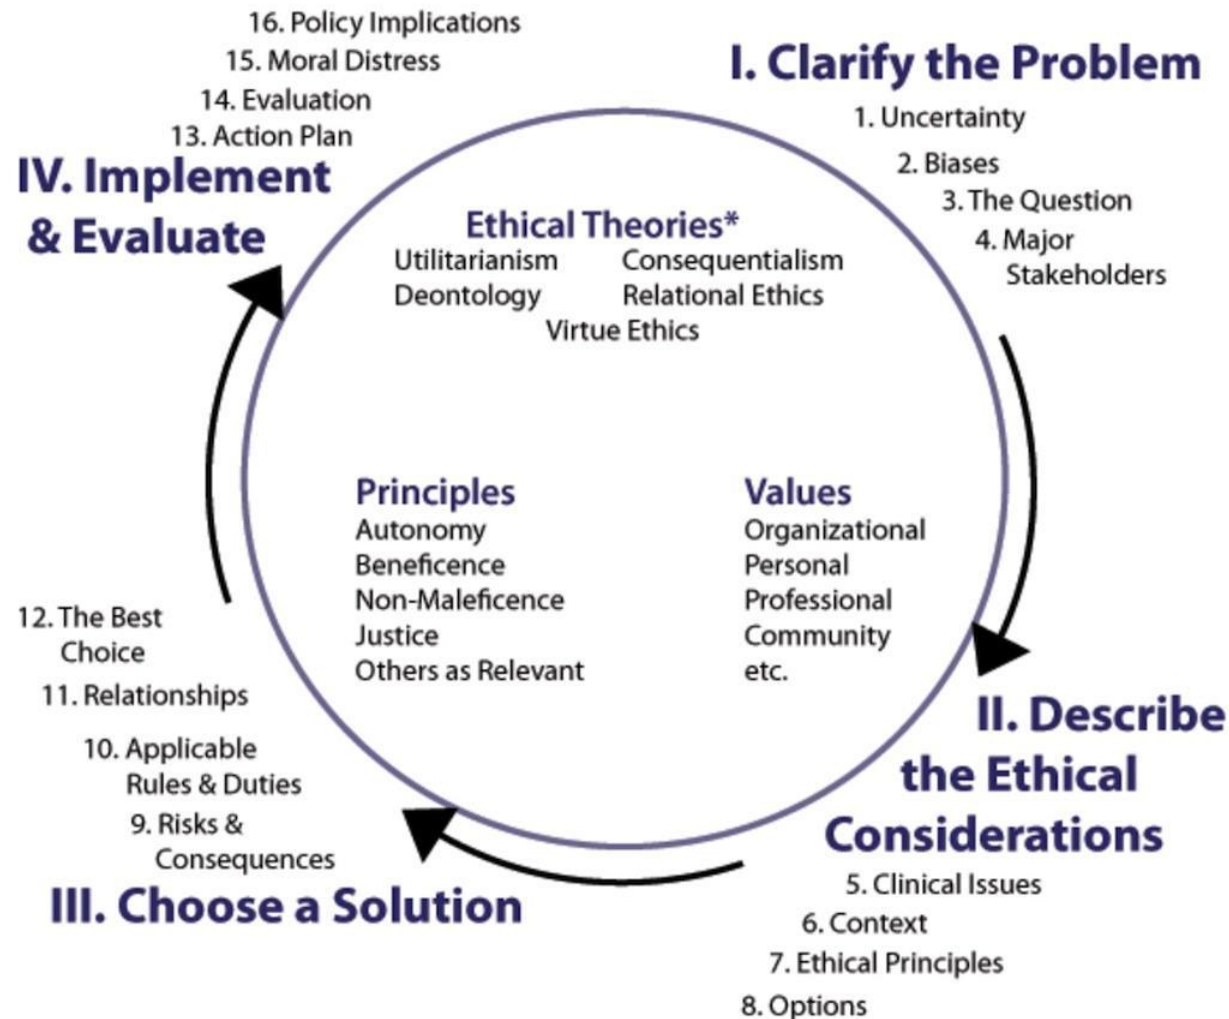 I. Clarify the Problem
1. Uncertainty
2. Biases
3. The Question
4. Major
Stakeholders
II. Describe
the Ethical
Considerations
5. Clinical Issues
6. Context
7. Ethical Principles
8. Options
III. Choose a Solution
9. Risks &
Consequences
10. Applicable
Rules & Duties
11. Relationships
12. The Best
Choice
IV. Implement
& Evaluate
13. Action Plan
14. Evaluation
15. Moral Distress
16. Policy Implications
Ethical Theories*
Utilitarianism Consequentialism
Deontology Relational Ethics
Virtue Ethics
Principles
Autonomy
Beneficence
Non-Maleficence
Justice
Others as Relevant
Values
Organizational
Personal
Professional
Community
etc.